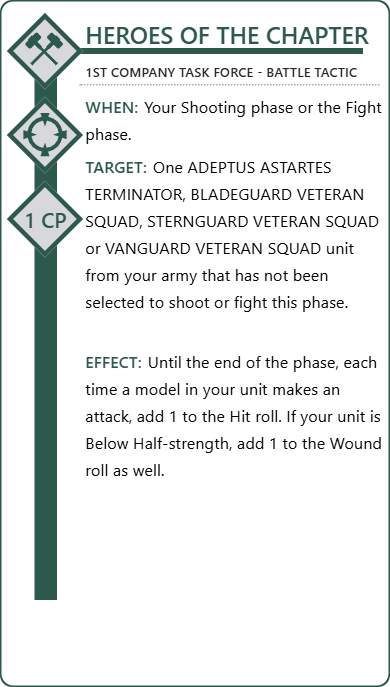 HEROES OF THE CHAPTER
1ST COMPANY TASK FORCE - BATTLE TACTIC
WHEN: Your Shooting phase or the Fight
phase.
TARGET: One ADEPTUS ASTARTES
TERMINATOR, BLADEGUARD VETERAN
SQUAD, STERNGUARD VETERAN SQUAD
or VANGUARD VETERAN SQUAD unit
from your army that has not been
selected to shoot or fight this phase.
1 CP
EFFECT: Until the end of the phase, each
time a model in your unit makes an
attack, add 1 to the Hit roll. If your unit is
Below Half-strength, add 1 to the Wound
roll as well.